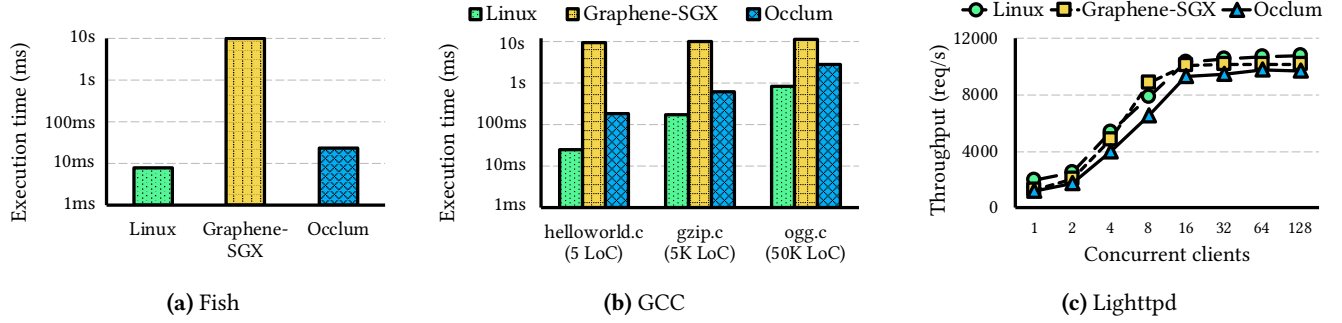 Execution time (ms)
10s
1s
100ms
10ms
1ms
Linux
Graphene-
SGX
Occlum
(a) Fish
Linux Graphene-SGX Occlum
Execution time (ms)
10s
1s
100ms
10ms
1ms
helloworld.c gzip.c ogg.c
(5 LoC) (5K LoC) (50K LoC)
(b) GCC
Linux Graphene-SGX Occlum
Throughput (req/s)
12000
8000
4000
0
1 2 4 8 16 32 64 128
Concurrent clients
(c) Lighttpd